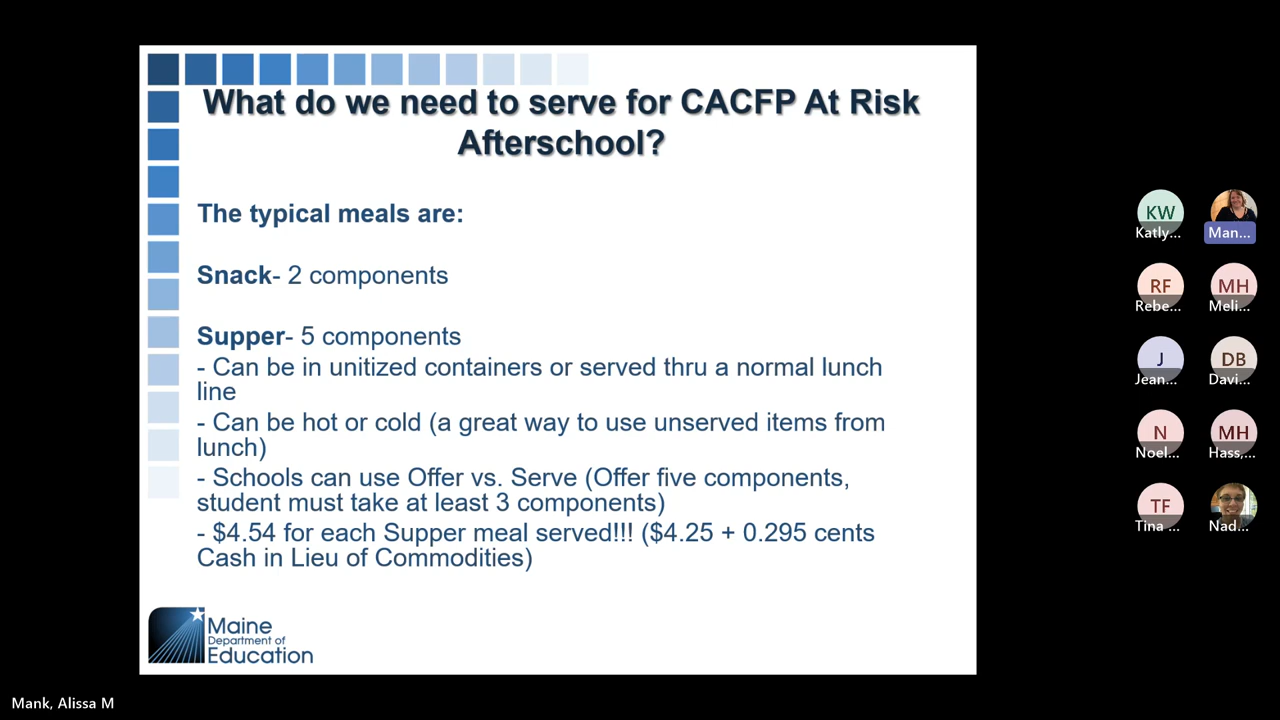 What do we need to serve for CACFP At Risk
Afterschool?
The typical meals are:
Snack- 2 components
Supper- 5 components
- Can be in unitized containers or served thru a normal lunch
line
- Can be hot or cold (a great way to use unserved items from
lunch)
- Schools can use Offer vs. Serve (Offer five components,
student must take at least 3 components)
- $4.54 for each Supper meal served!!! ($4.25 + 0.295 cents
Cash in Lieu of Commodities)
Maine
Department of
Education
KW
Katly...
Man...
RF
Rebe...
MH
Meli...
J
Jean...
DB
Davi...
N
Noel...
MH
Hass,...
TF
Tina ...
Nad...
Mank, Alissa M